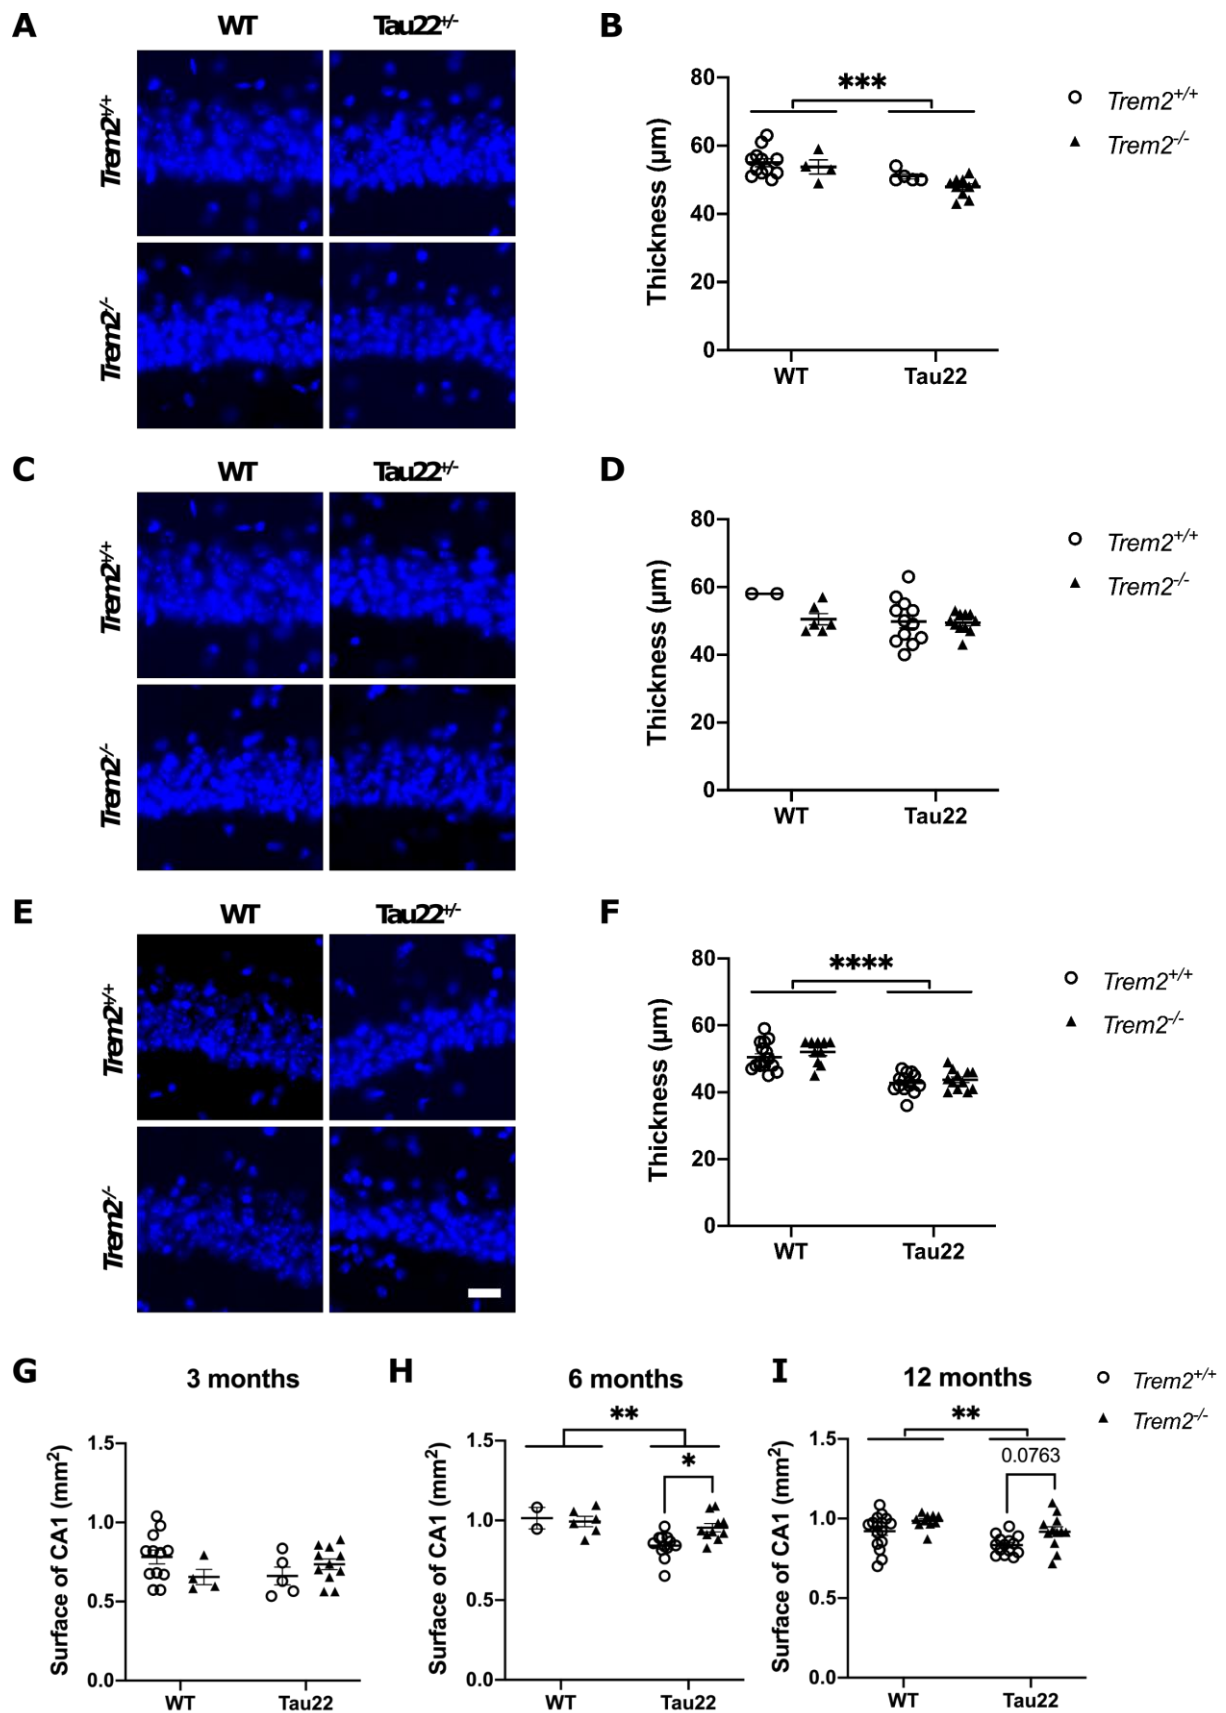 A
WT Tau22+/-
Trem2+/+
Trem2-/-
B
***
Thickness (µm)
80
60
40
20
0
WT Tau22
Trem2+/+
Trem2-/-
C
WT Tau22+/-
Trem2+/+
Trem2-/-
D
Thickness (µm)
80
60
40
20
0
WT Tau22
Trem2+/+
Trem2-/-
E
WT Tau22+/-
Trem2+/+
Trem2-/-
F
****
Thickness (µm)
80
60
40
20
0
WT Tau22
Trem2+/+
Trem2-/-
G
3 months
Surface of CA1 (mm2)
1.5
1.0
0.5
0.0
WT Tau22
H
6 months
**
*
Surface of CA1 (mm2)
1.5
1.0
0.5
0.0
WT Tau22
I
12 months
**
0.0763
Surface of CA1 (mm2)
1.5
1.0
0.5
0.0
WT Tau22
Trem2+/+
Trem2-/-